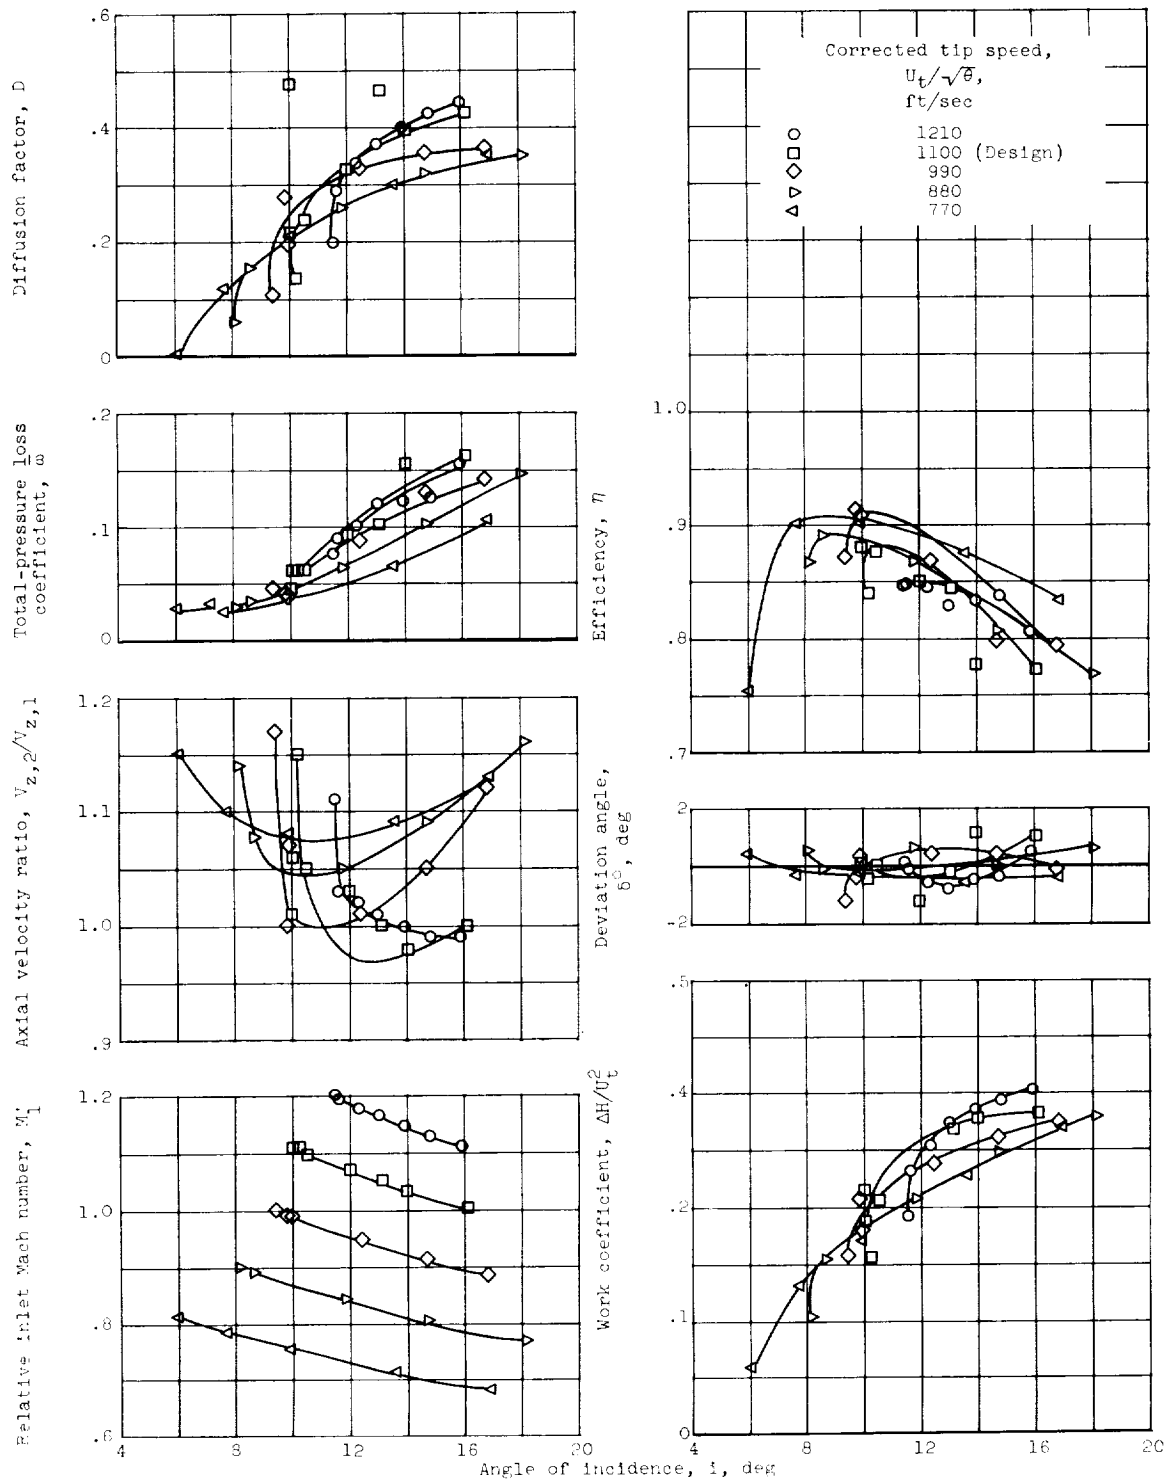 Diffusion factor, D
.6
.4
.2
0
Total-pressure loss
coefficient, ω̅
.2
.1
0
Axial velocity ratio, V_z,2/V_z,1
1.2
1.1
1.0
.9
Relative inlet Mach number, M'_1
1.2
1.0
.8
.6
4
8
12
16
20
Corrected tip speed,
U_t/√θ,
ft/sec
1210
1100 (Design)
990
880
770
Efficiency, η
1.0
.9
.8
.7
Deviation angle,
δ°, deg
2
-2
Work coefficient, ΔH/U_t^2
.5
.4
.3
.2
.1
0
4
8
12
16
20
Angle of incidence, i, deg